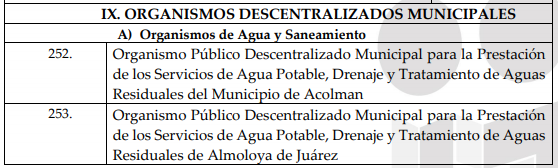 IX. ORGANISMOS DESCENTRALIZADOS MUNICIPALES
A) Organismos de Agua y Saneamiento
252. Organismo Público Descentralizado Municipal para la Prestación
de los Servicios de Agua Potable, Drenaje y Tratamiento de Aguas
Residuales del Municipio de Acolman
253. Organismo Público Descentralizado Municipal para la Prestación
de los Servicios de Agua Potable, Drenaje y Tratamiento de Aguas
Residuales de Almoloya de Juárez